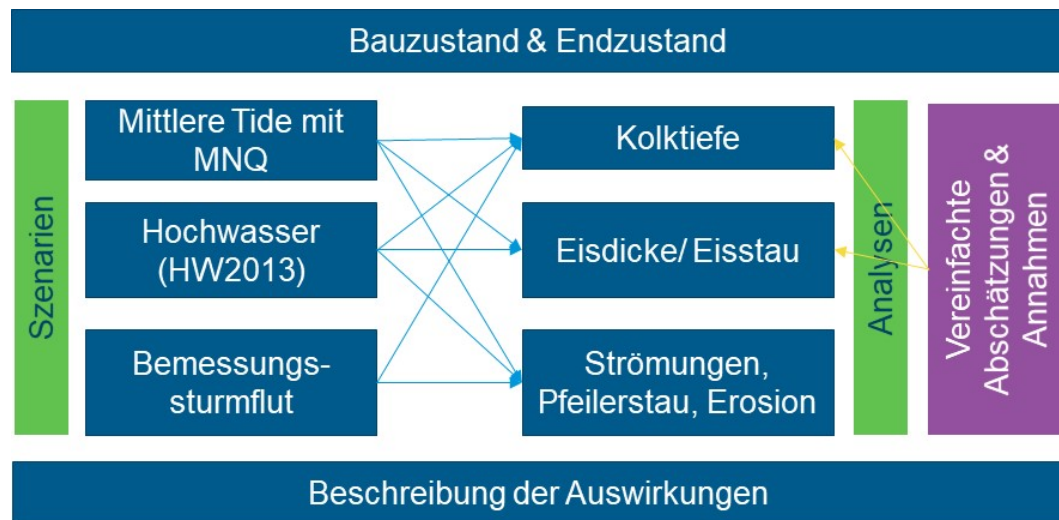 Bauzustand & Endzustand
Szenarien
Mittlere Tide mit
MNQ
Hochwasser
(HW2013)
Bemessungs-
sturmflut
Kolktiefe
Eisdicke/ Eisstau
Strömungen,
Pfeilerstau, Erosion
Analysen
Vereinfachte
Abschätzungen &
Annahmen
Beschreibung der Auswirkungen